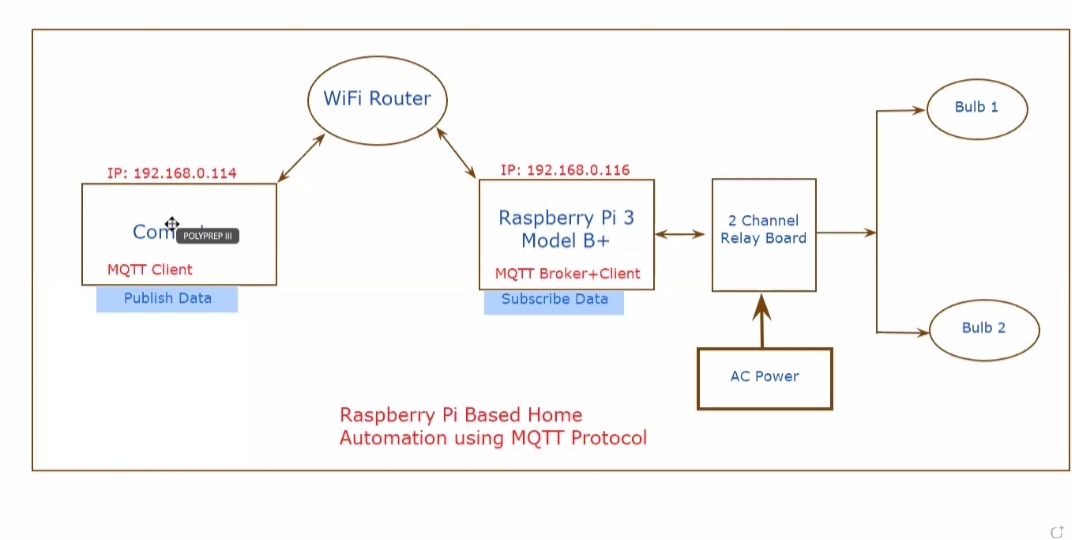 WiFi Router
Bulb 1
IP: 192.168.0.114
IP: 192.168.0.116
Raspberry Pi 3
Model B+
2 Channel
Relay Board
POLYPREP III
MQTT Client
MQTT Broker+Client
Publish Data
Subscribe Data
Bulb 2
AC Power
Raspberry Pi Based Home
Automation using MQTT Protocol